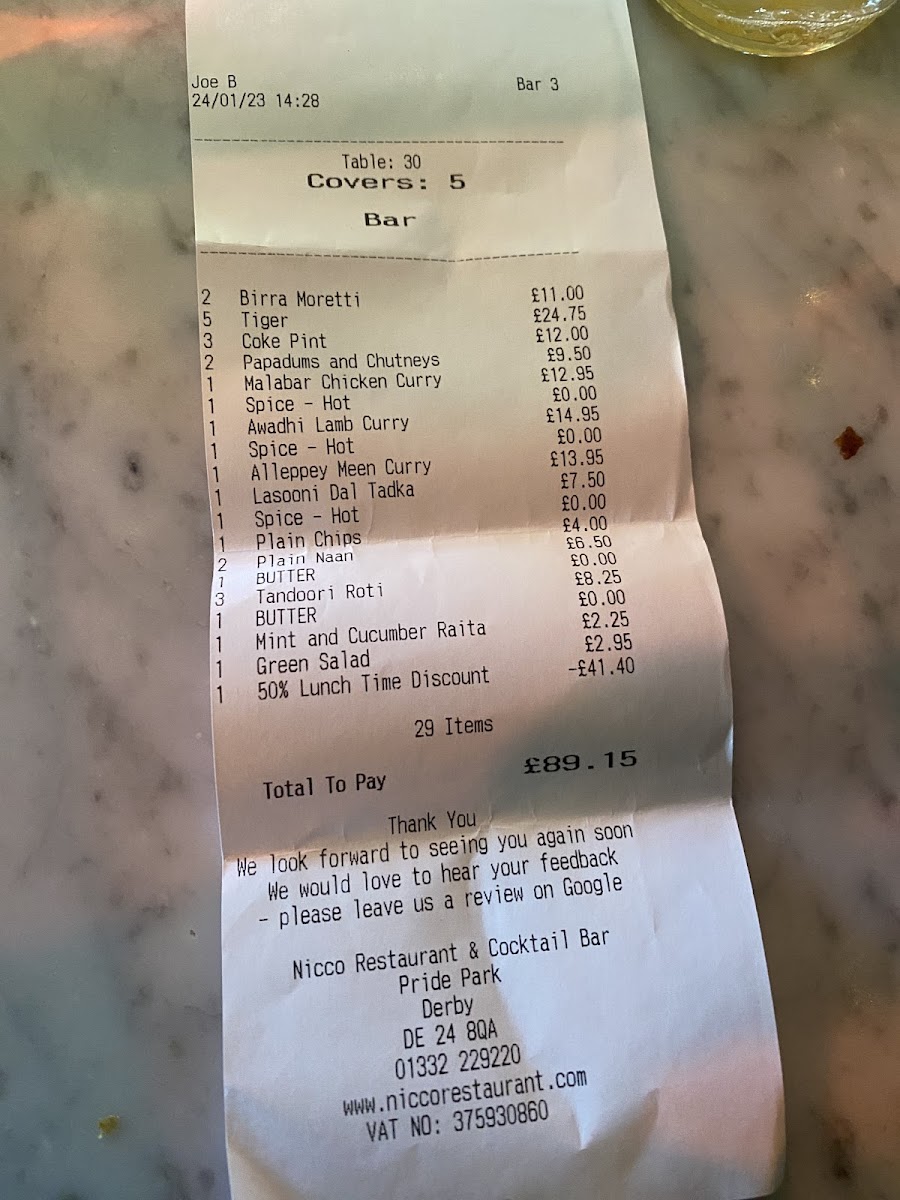 Joe B Bar 3
24/01/23 14:28
Table: 30
Covers: 5
Bar
2 Birra Moretti £11.00
5 Tiger £24.75
3 Coke Pint £12.00
2 Papadums and Chutneys £9.50
1 Malabar Chicken Curry £12.95
1 Spice - Hot £0.00
1 Awadhi Lamb Curry £14.95
1 Spice - Hot £0.00
1 Alleppey Meen Curry £13.95
1 Lasooni Dal Tadka £7.50
1 Spice - Hot £0.00
1 Plain Chips £4.00
2 Plain Naan £6.50
1 BUTTER £0.00
3 Tandoori Roti £8.25
1 BUTTER £0.00
1 Mint and Cucumber Raita £2.25
1 Green Salad £2.95
1 50% Lunch Time Discount -£41.40
29 Items
Total To Pay £89.15
Thank You
We look forward to seeing you again soon
We would love to hear your feedback
- please leave us a review on Google
Nicco Restaurant & Cocktail Bar
Pride Park
Derby
DE 24 8QA
01332 229220
www.niccorestaurant.com
VAT NO: 375930860